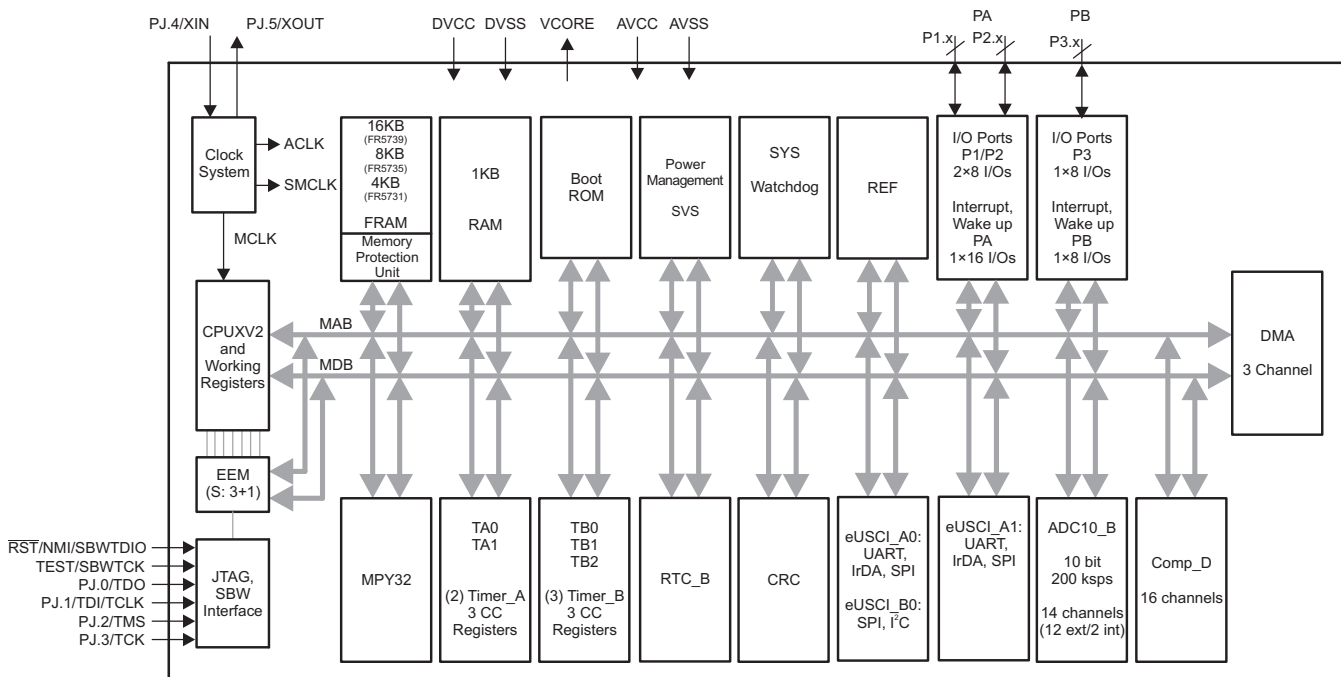 PJ.4/XIN
PJ.5/XOUT
DVCC
DVSS
VCORE
AVCC
AVSS
PA
P1.x
P2.x
PB
P3.x
Clock
System
ACLK
SMCLK
MCLK
16KB
(FR5739)
8KB
(FR5735)
4KB
(FR5731)
FRAM
Memory
Protection
Unit
1KB
RAM
Boot
ROM
Power
Management
SVS
SYS
Watchdog
REF
I/O Ports
P1/P2
2×8 I/Os
Interrupt,
Wake up
PA
1×16 I/Os
I/O Ports
P3
1×8 I/Os
Interrupt,
Wake up
PB
1×8 I/Os
CPUXV2
and
Working
Registers
MAB
MDB
DMA
3 Channel
EEM
(S: 3+1)
RST/NMI/SBWTDIO
TEST/SBWTCK
PJ.0/TDO
PJ.1/TDI/TCLK
PJ.2/TMS
PJ.3/TCK
JTAG,
SBW
Interface
MPY32
TA0
TA1
(2) Timer_A
3 CC
Registers
TB0
TB1
TB2
(3) Timer_B
3 CC
Registers
RTC_B
CRC
eUSCI_A0:
UART,
IrDA, SPI
eUSCI_B0:
SPI, I²C
eUSCI_A1:
UART,
IrDA, SPI
ADC10_B
10 bit
200 ksps
14 channels
(12 ext/2 int)
Comp_D
16 channels